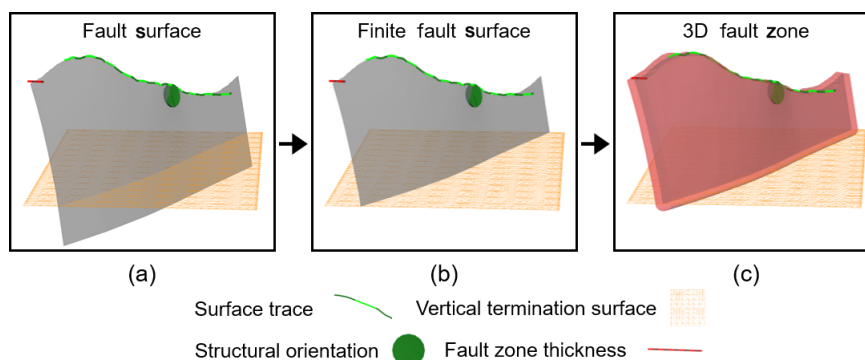 Fault surface
Finite fault surface
3D fault zone
(a)
(b)
(c)
Surface trace
Vertical termination surface
Structural orientation
Fault zone thickness